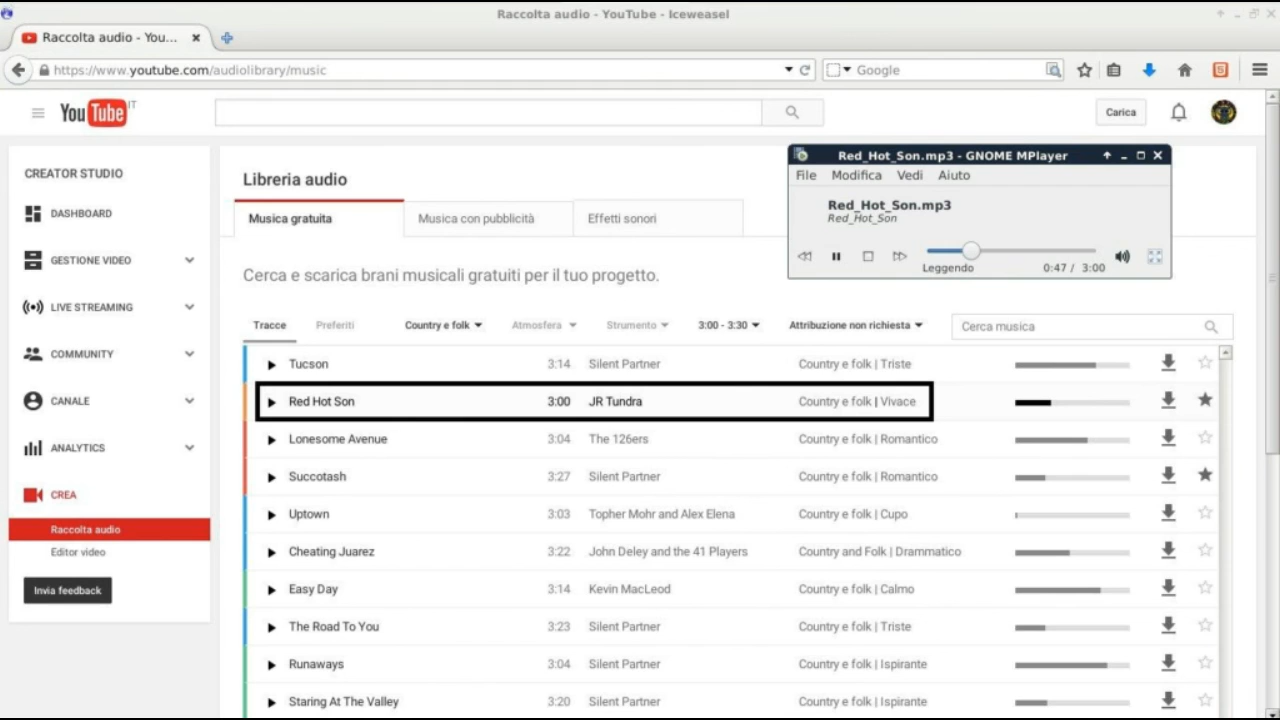 Raccolta audio - YouTube - Iceweasel
Raccolta audio - You...
https://www.youtube.com/audiolibrary/music
Google
YouTube IT
Carica
CREATOR STUDIO
DASHBOARD
GESTIONE VIDEO
LIVE STREAMING
COMMUNITY
CANALE
ANALYTICS
CREA
Raccolta audio
Editor video
Invia feedback
Libreria audio
Musica gratuita Musica con pubblicità Effetti sonori
Cerca e scarica brani musicali gratuiti per il tuo progetto.
Red_Hot_Son.mp3 - GNOME MPlayer
File Modifica Vedi Aiuto
Red_Hot_Son.mp3
Red_Hot_Son
Leggendo 0:47 / 3:00
Tracce Preferiti Country e folk Atmosfera Strumento 3:00 - 3:30 Attribuzione non richiesta Cerca musica
Tucson 3:14 Silent Partner Country e folk | Triste
Red Hot Son 3:00 JR Tundra Country e folk | Vivace
Lonesome Avenue 3:04 The 126ers Country e folk | Romantico
Succotash 3:27 Silent Partner Country e folk | Romantico
Uptown 3:03 Topher Mohr and Alex Elena Country e folk | Cupo
Cheating Juarez 3:22 John Deley and the 41 Players Country and Folk | Drammatico
Easy Day 3:14 Kevin MacLeod Country e folk | Calmo
The Road To You 3:23 Silent Partner Country e folk | Triste
Runaways 3:04 Silent Partner Country e folk | Ispirante
Staring At The Valley 3:20 Silent Partner Country e folk | Ispirante